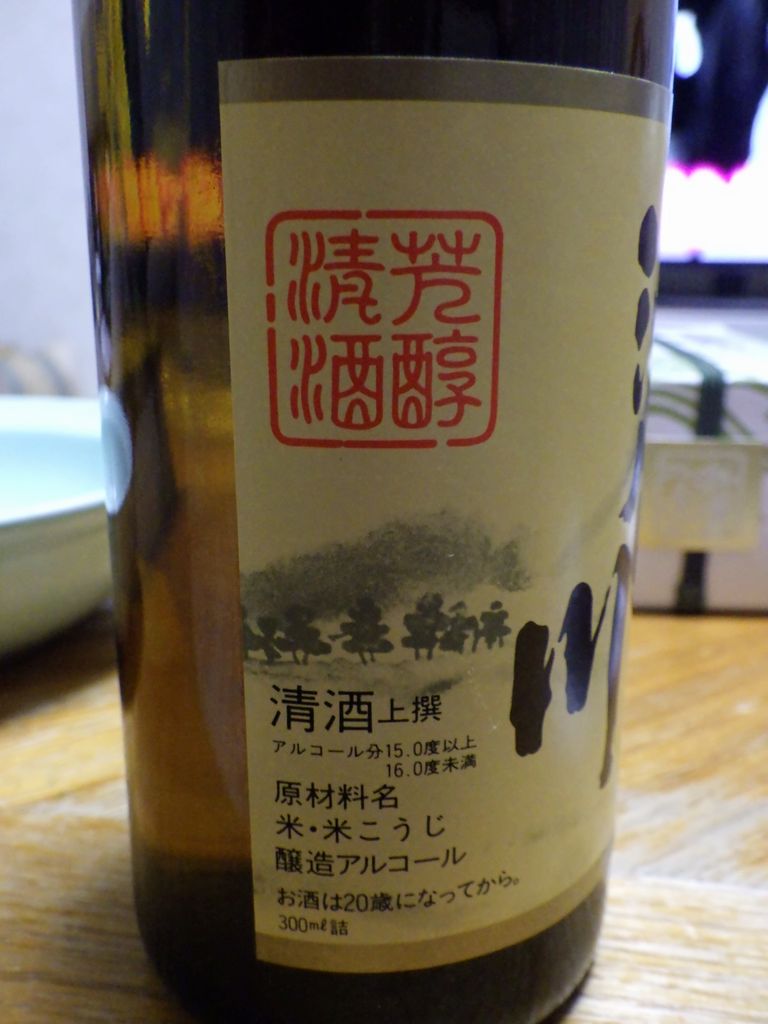 芳醇
清酒
川
清酒上撰
アルコール分15.0度以上
16.0度未満
原材料名
米・米こうじ
醸造アルコール
お酒は20歳になってから。
300mℓ詰